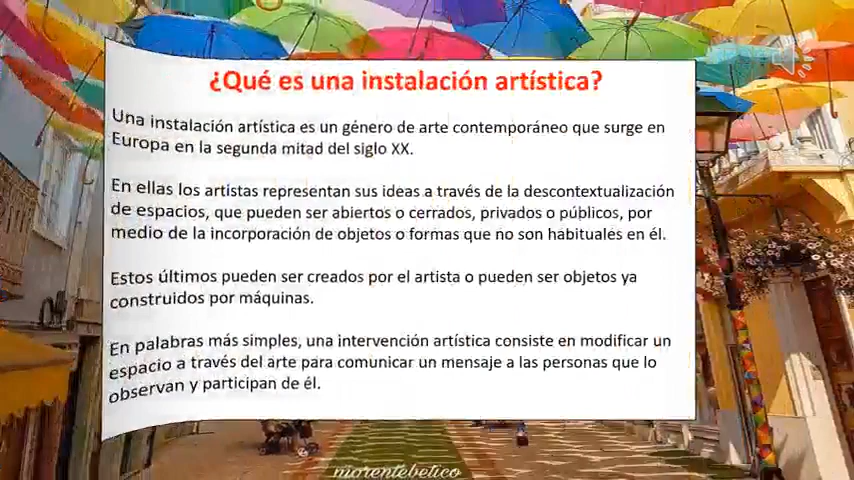 ¿Qué es una instalación artística?
Una instalación artística es un género de arte contemporáneo que surge en
Europa en la segunda mitad del siglo XX.
En ellas los artistas representan sus ideas a través de la descontextualización
de espacios, que pueden ser abiertos o cerrados, privados o públicos, por
medio de la incorporación de objetos o formas que no son habituales en él.
Estos últimos pueden ser creados por el artista o pueden ser objetos ya
construidos por máquinas.
En palabras más simples, una intervención artística consiste en modificar un
espacio a través del arte para comunicar un mensaje a las personas que lo
observan y participan de él.
morentebetico